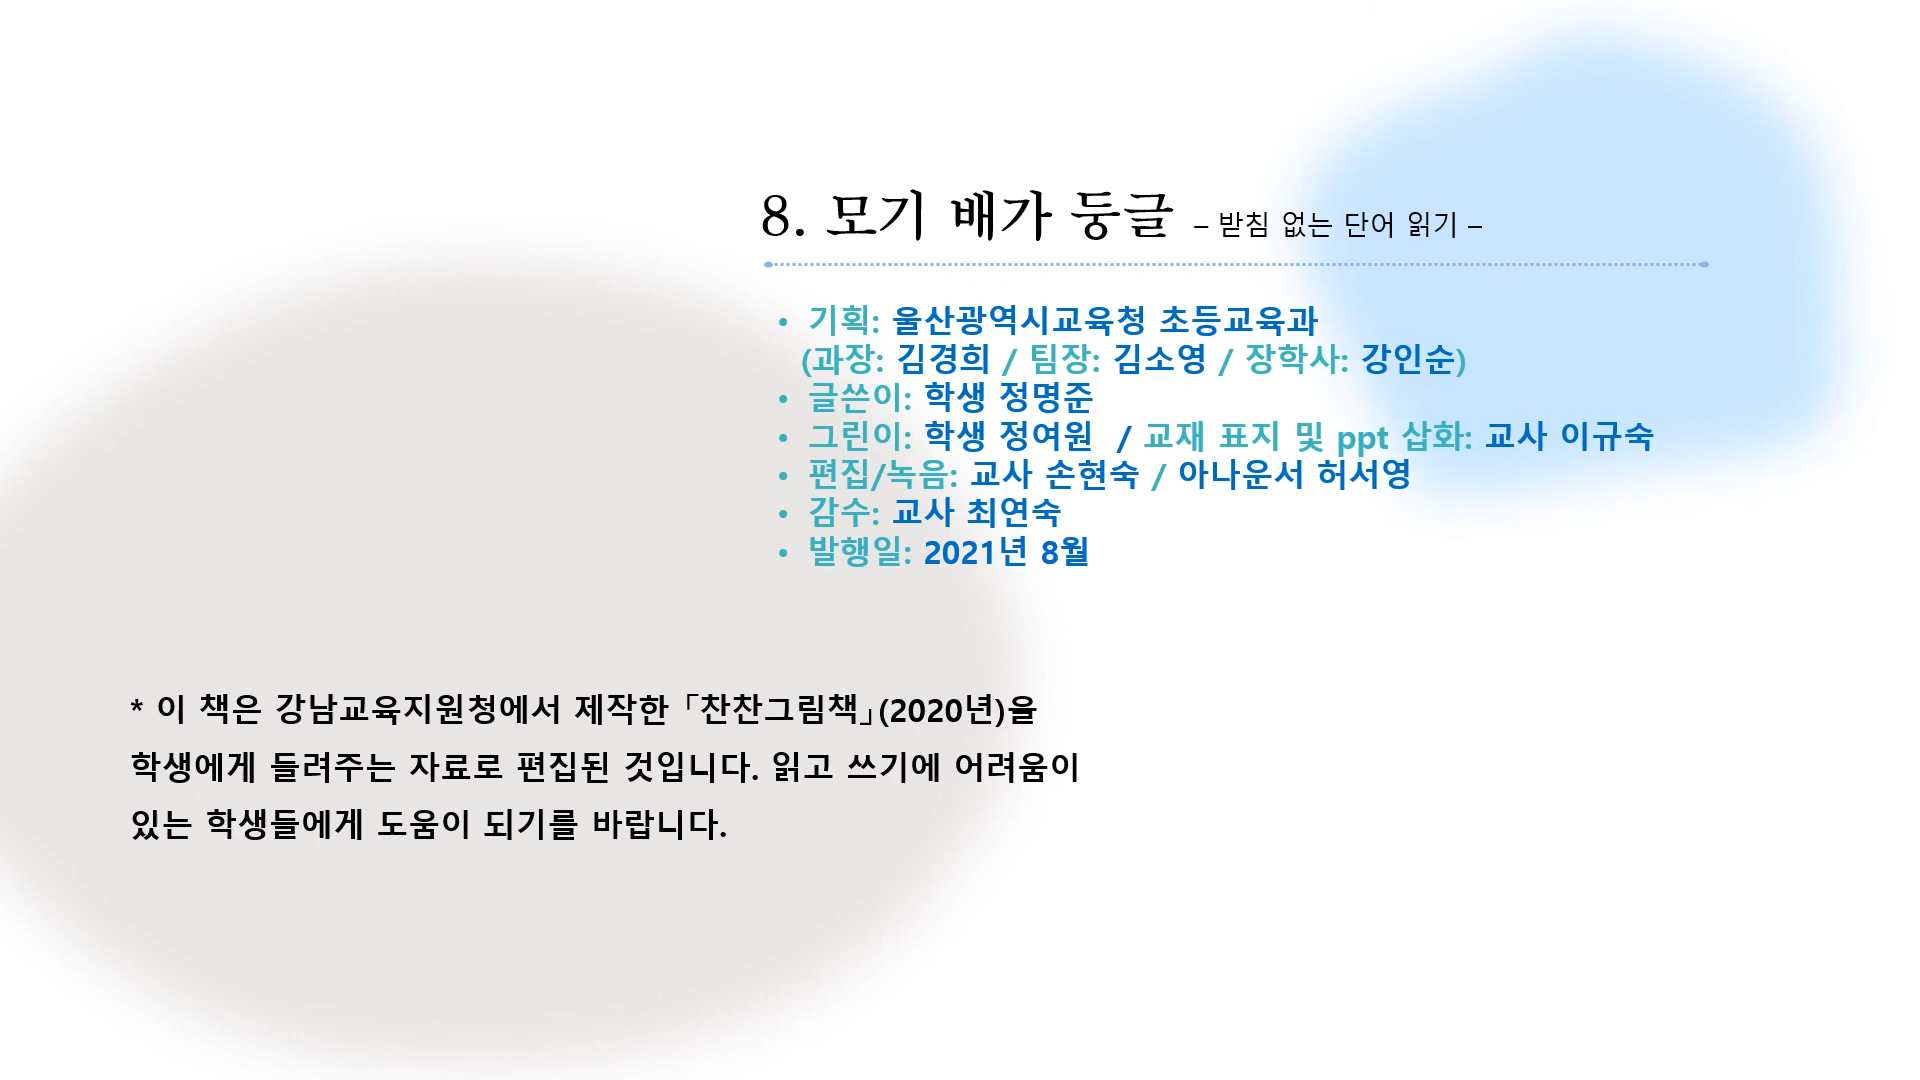 8. 모기 배가 둥글 – 받침 없는 단어 읽기 –
• 기획: 울산광역시교육청 초등교육과
(과장: 김경희 / 팀장: 김소영 / 장학사: 강인순)
• 글쓴이: 학생 정명준
• 그린이: 학생 정여원 / 교재 표지 및 ppt 삽화: 교사 이규숙
• 편집/녹음: 교사 손현숙 / 아나운서 허서영
• 감수: 교사 최연숙
• 발행일: 2021년 8월
* 이 책은 강남교육지원청에서 제작한 「찬찬그림책」(2020년)을
학생에게 들려주는 자료로 편집된 것입니다. 읽고 쓰기에 어려움이
있는 학생들에게 도움이 되기를 바랍니다.